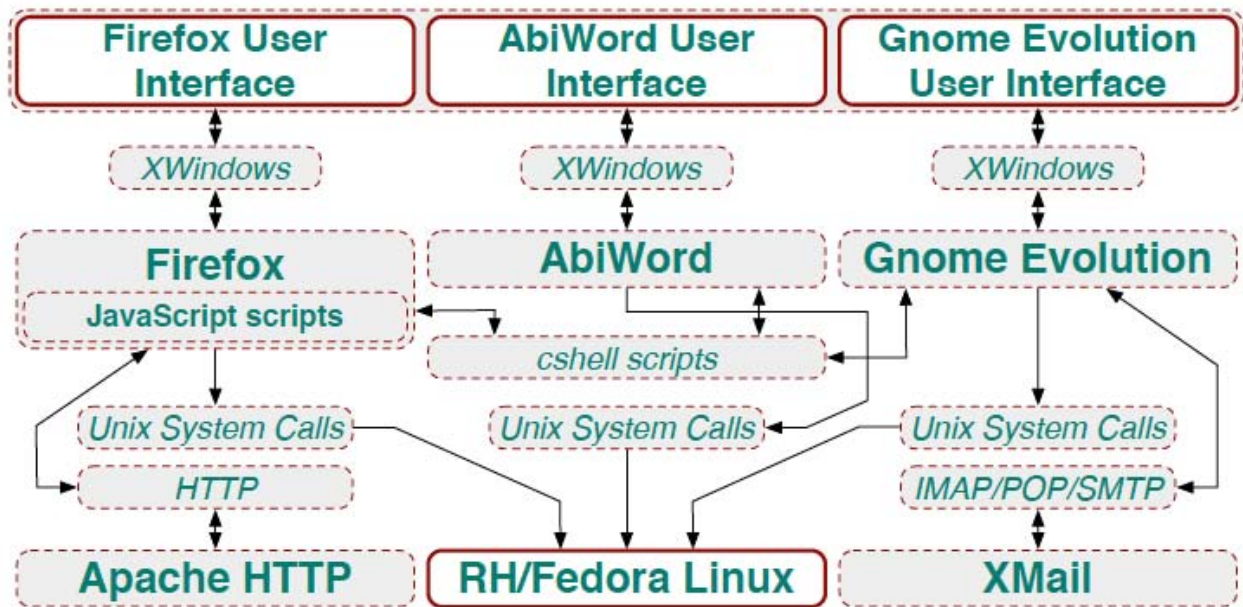 Firefox User
Interface
AbiWord User
Interface
Gnome Evolution
User Interface
XWindows
XWindows
XWindows
Firefox
JavaScript scripts
AbiWord
Gnome Evolution
cshell scripts
Unix System Calls
Unix System Calls
Unix System Calls
HTTP
IMAP/POP/SMTP
Apache HTTP
RH/Fedora Linux
XMail